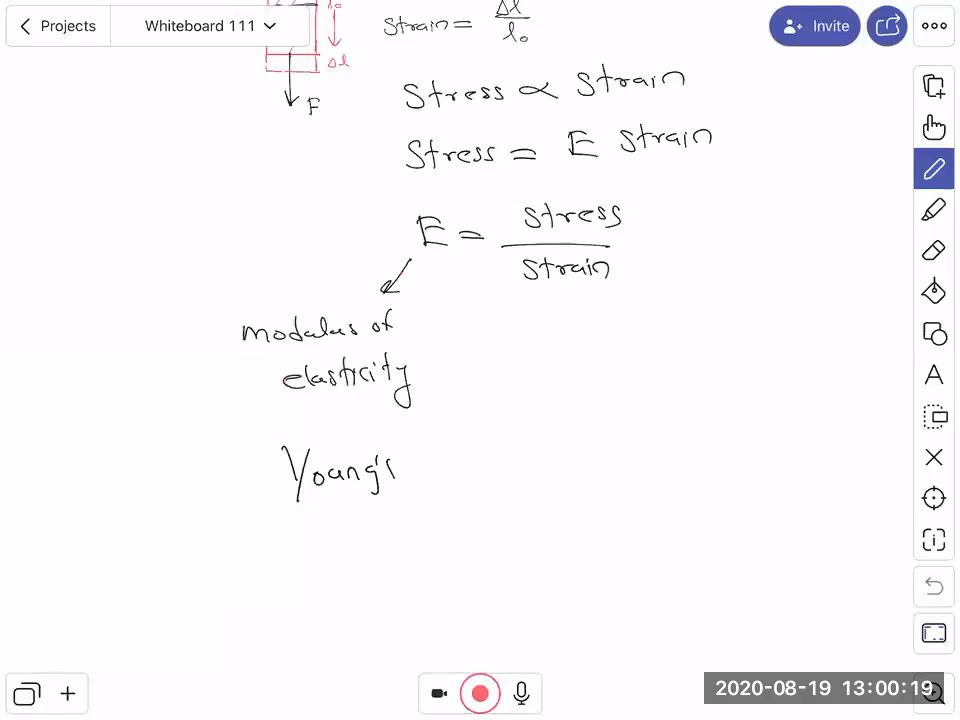 Projects
Whiteboard 111
Invite
l₀
Δl
F
Strain = Δl / l₀
Stress ∝ Strain
Stress = E Strain
E = Stress / Strain
modulus of
elasticity
Young's
A
2020-08-19 13:00:19